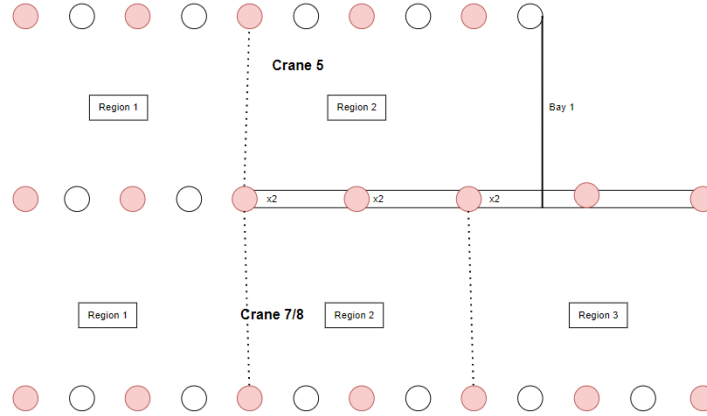 Crane 5
Region 1
Region 2
Bay 1
x2
x2
x2
Region 1
Crane 7/8
Region 2
Region 3